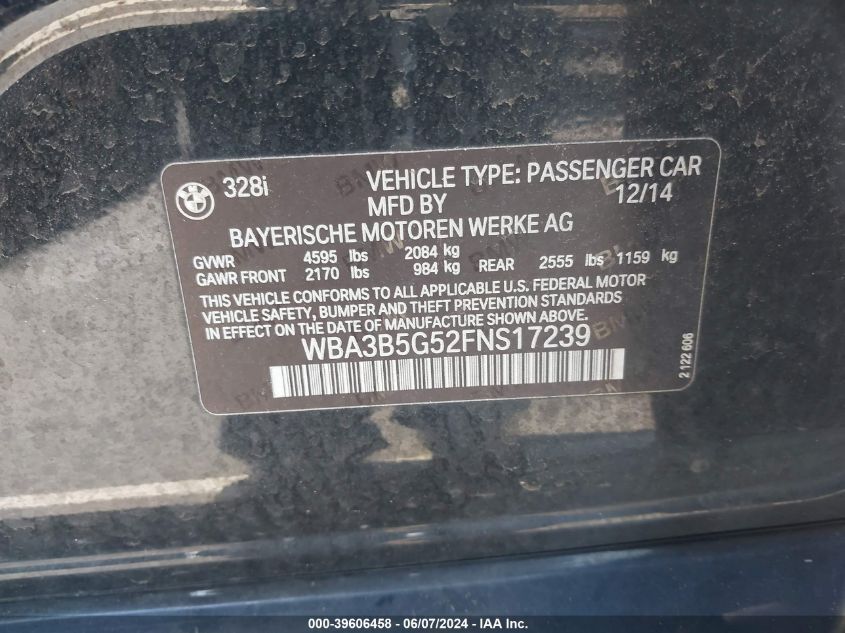 328i VEHICLE TYPE: PASSENGER CAR
MFD BY 12/14
BAYERISCHE MOTOREN WERKE AG
GVWR 4595 lbs 2084 kg
GAWR FRONT 2170 lbs 984 kg REAR 2555 lbs 1159 kg
THIS VEHICLE CONFORMS TO ALL APPLICABLE U.S. FEDERAL MOTOR
VEHICLE SAFETY, BUMPER AND THEFT PREVENTION STANDARDS
IN EFFECT ON THE DATE OF MANUFACTURE SHOWN ABOVE.
WBA3B5G52FNS17239
2 122 606
000-39606458 - 06/07/2024 - IAA Inc.